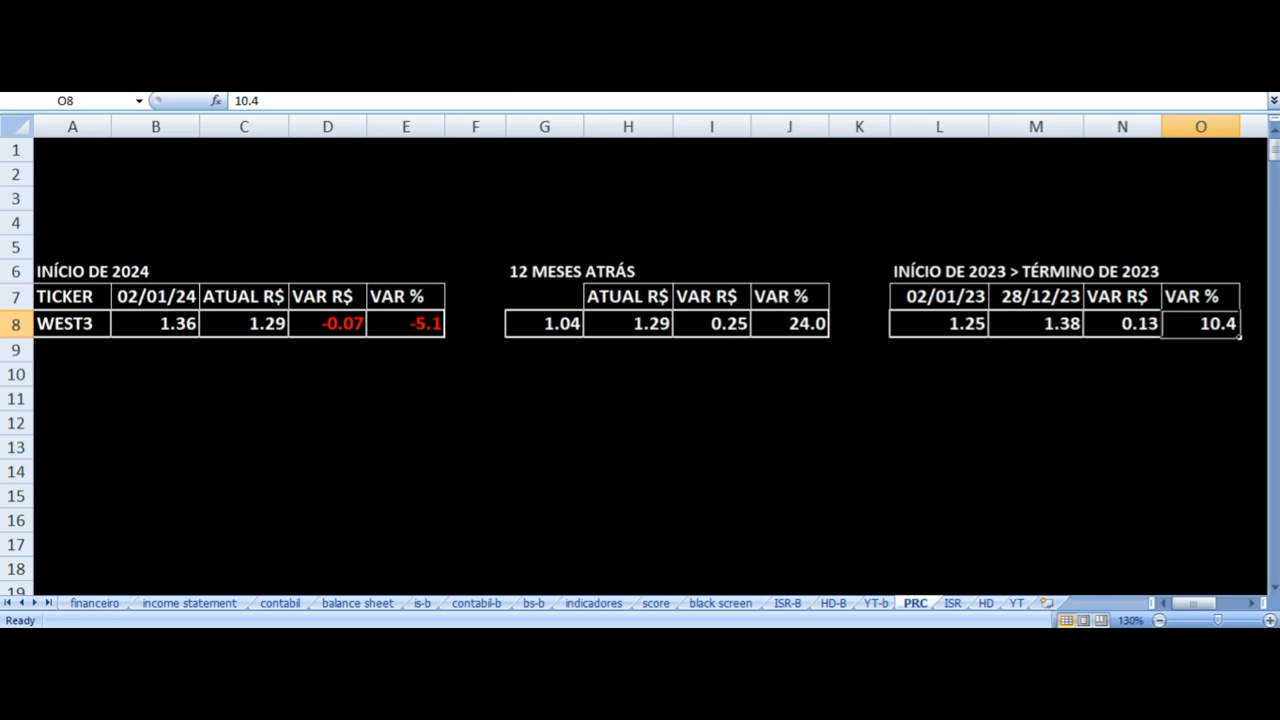 O8 fx 10.4
A B C D E F G H I J K L M N O
1
2
3
4
5
6 INÍCIO DE 2024 12 MESES ATRÁS INÍCIO DE 2023 > TÉRMINO DE 2023
7 TICKER 02/01/24 ATUAL R$ VAR R$ VAR % ATUAL R$ VAR R$ VAR % 02/01/23 28/12/23 VAR R$ VAR %
8 WEST3 1.36 1.29 -0.07 -5.1 1.04 1.29 0.25 24.0 1.25 1.38 0.13 10.4
9
10
11
12
13
14
15
16
17
18
19
financeiro income statement contabil balance sheet is-b contabil-b bs-b indicadores score black screen ISR-B HD-B YT-b PRC ISR HD YT
Ready 130%